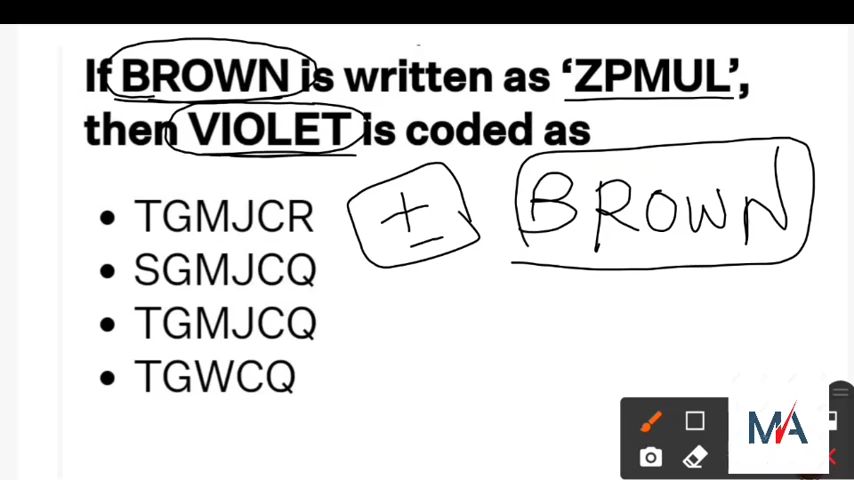 If BROWN is written as ‘ZPMUL’,
then VIOLET is coded as
• TGMJCR
• SGMJCQ
• TGMJCQ
• TGWCQ
± BROWN
MA